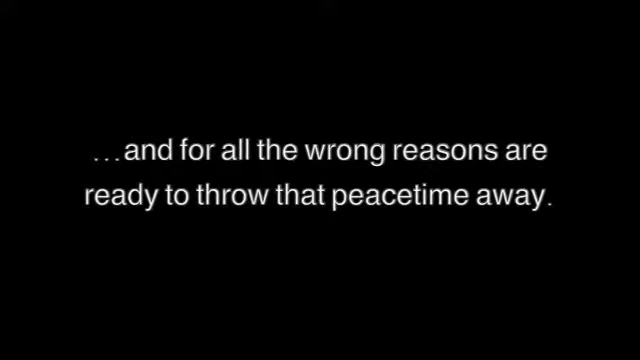 …and for all the wrong reasons are
ready to throw that peacetime away.